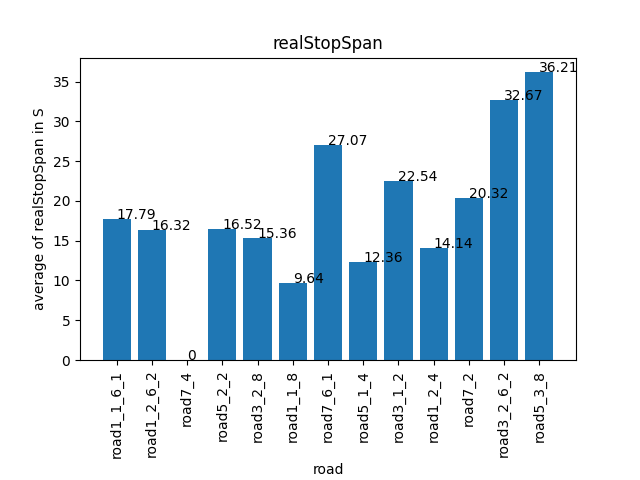 realStopSpan
average of realStopSpan in S
35
30
25
20
15
10
5
0
17.79
16.32
0
16.52
15.36
9.64
27.07
12.36
22.54
14.14
20.32
32.67
36.21
road1_1_6_1
road1_2_6_2
road7_4
road5_2_2
road3_2_8
road1_1_8
road7_6_1
road5_1_4
road3_1_2
road1_2_4
road7_2
road3_2_6_2
road5_3_8
road